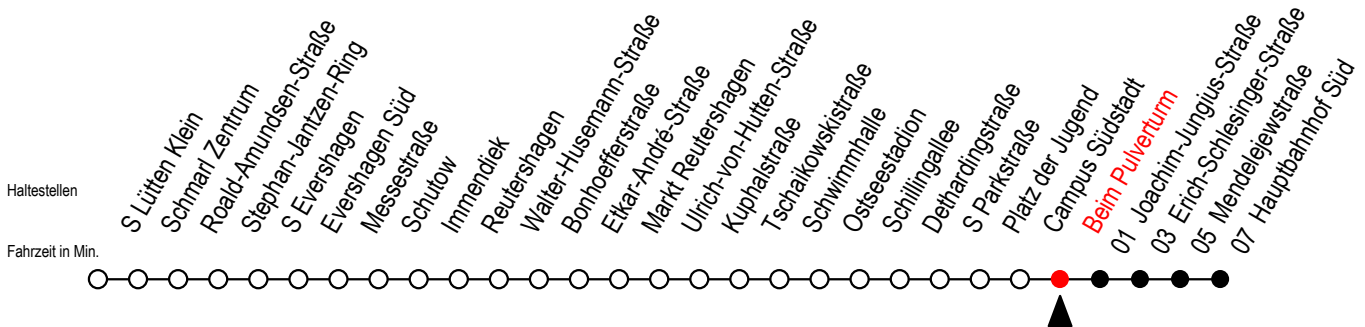 Haltestellen
Fahrzeit in Min.
S Lütten Klein
Schmarl Zentrum
Roald-Amundsen-Straße
Stephan-Jantzen-Ring
S Evershagen
Evershagen Süd
Messestraße
Schutow
Immendiek
Reutershagen
Walter-Husemann-Straße
Bonhoefferstraße
Etkar-André-Straße
Markt Reutershagen
Ulrich-von-Hutten-Straße
Kuphalstraße
Tschaikowskistraße
Schwimmhalle
Ostseestadion
Schillingallee
Dethardingstraße
S Parkstraße
Platz der Jugend
Campus Südstadt
Beim Pulverturm
01 Joachim-Jungius-Straße
03 Erich-Schlesinger-Straße
05 Mendelejewstraße
07 Hauptbahnhof Süd